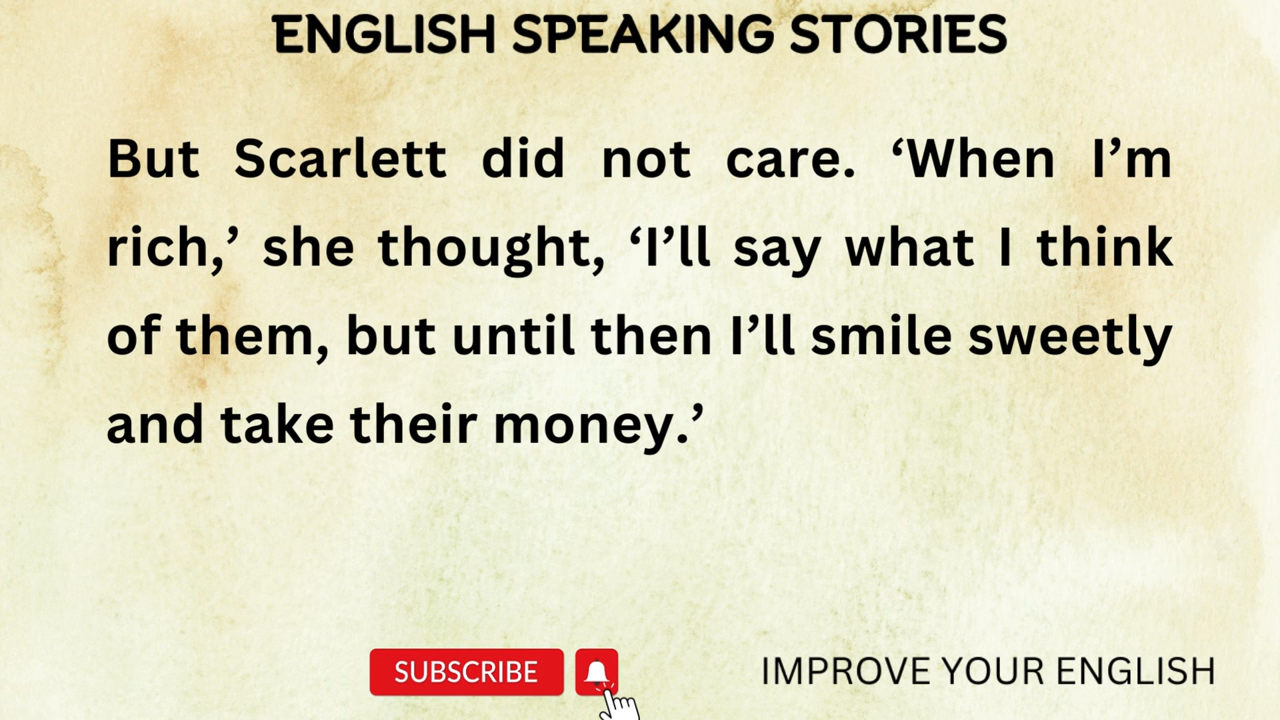 ENGLISH SPEAKING STORIES
But Scarlett did not care. ‘When I’m
rich,’ she thought, ‘I’ll say what I think
of them, but until then I’ll smile sweetly
and take their money.’
SUBSCRIBE
IMPROVE YOUR ENGLISH